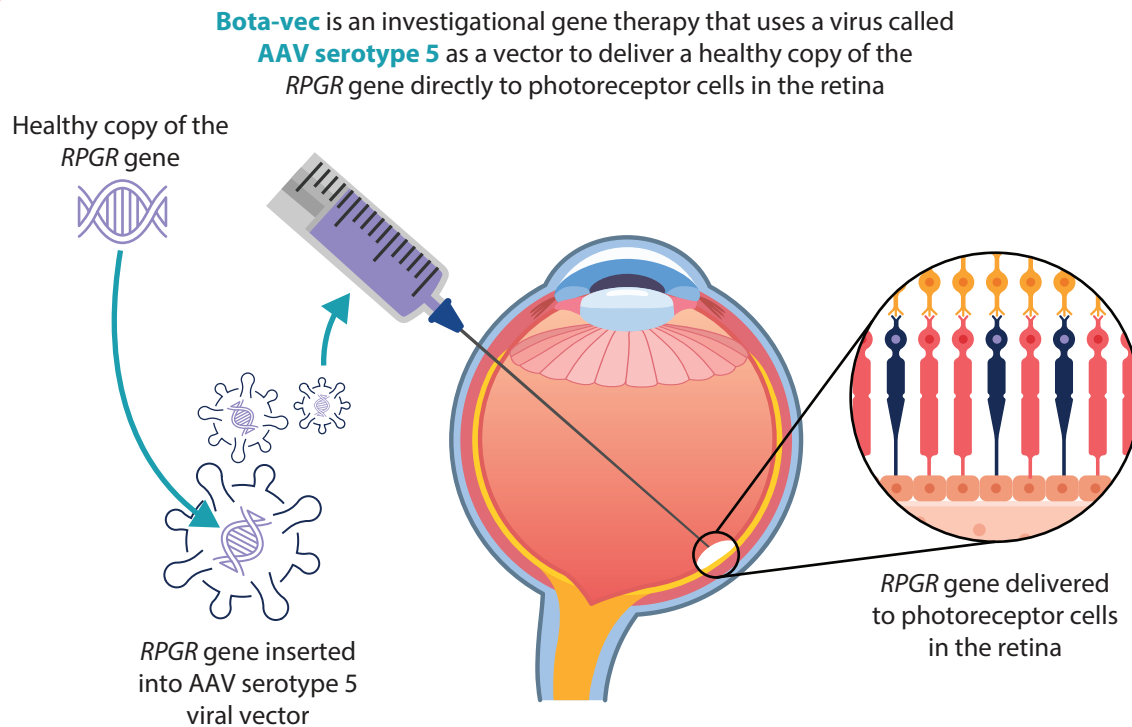 Bota-vec is an investigational gene therapy that uses a virus called
AAV serotype 5 as a vector to deliver a healthy copy of the
RPGR gene directly to photoreceptor cells in the retina
Healthy copy of the
RPGR gene
RPGR gene inserted
into AAV serotype 5
viral vector
RPGR gene delivered
to photoreceptor cells
in the retina